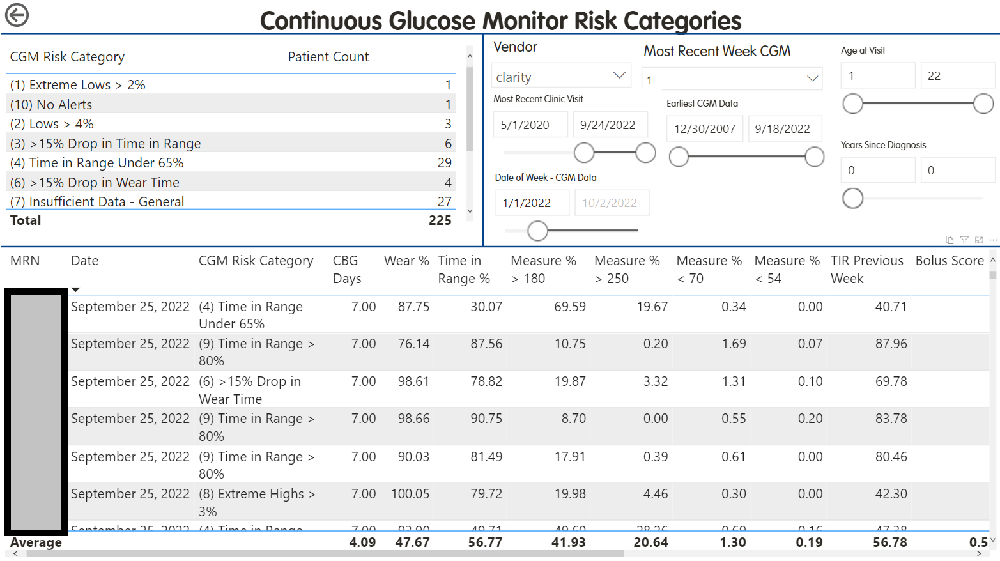 Continuous Glucose Monitor Risk Categories
CGM Risk Category Patient Count
(1) Extreme Lows > 2% 1
(10) No Alerts 1
(2) Lows > 4% 3
(3) >15% Drop in Time in Range 6
(4) Time in Range Under 65% 29
(6) >15% Drop in Wear Time 4
(7) Insufficient Data - General 27
Total 225
Vendor
clarity
Most Recent Week CGM
1
Age at Visit
1 22
Most Recent Clinic Visit
5/1/2020 9/24/2022
Earliest CGM Data
12/30/2007 9/18/2022
Years Since Diagnosis
0 0
Date of Week - CGM Data
1/1/2022 10/2/2022
MRN Date CGM Risk Category CBG Days Wear % Time in Range % Measure % > 180 Measure % > 250 Measure % < 70 Measure % < 54 TIR Previous Week Bolus Score
September 25, 2022 (4) Time in Range Under 65% 7.00 87.75 30.07 69.59 19.67 0.34 0.00 40.71
September 25, 2022 (9) Time in Range > 80% 7.00 76.14 87.56 10.75 0.20 1.69 0.07 87.96
September 25, 2022 (6) >15% Drop in Wear Time 7.00 98.61 78.82 19.87 3.32 1.31 0.10 69.78
September 25, 2022 (9) Time in Range > 80% 7.00 98.66 90.75 8.70 0.00 0.55 0.20 83.78
September 25, 2022 (9) Time in Range > 80% 7.00 90.03 81.49 17.91 0.39 0.61 0.00 80.46
September 25, 2022 (8) Extreme Highs > 3% 7.00 100.05 79.72 19.98 4.46 0.30 0.00 42.30
September 25, 2022 (4) Time in Range 7.00 49.71 0.16
Average 4.09 47.67 56.77 41.93 20.64 1.30 0.19 56.78 0.5